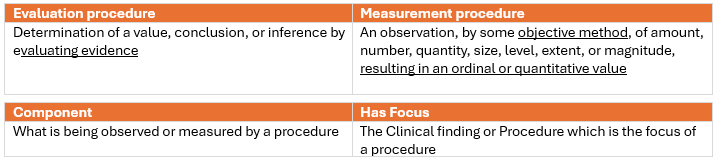 Evaluation procedure
Determination of a value, conclusion, or inference by
evaluating evidence
Measurement procedure
An observation, by some objective method, of amount,
number, quantity, size, level, extent, or magnitude,
resulting in an ordinal or quantitative value
Component
What is being observed or measured by a procedure
Has Focus
The Clinical finding or Procedure which is the focus of
a procedure